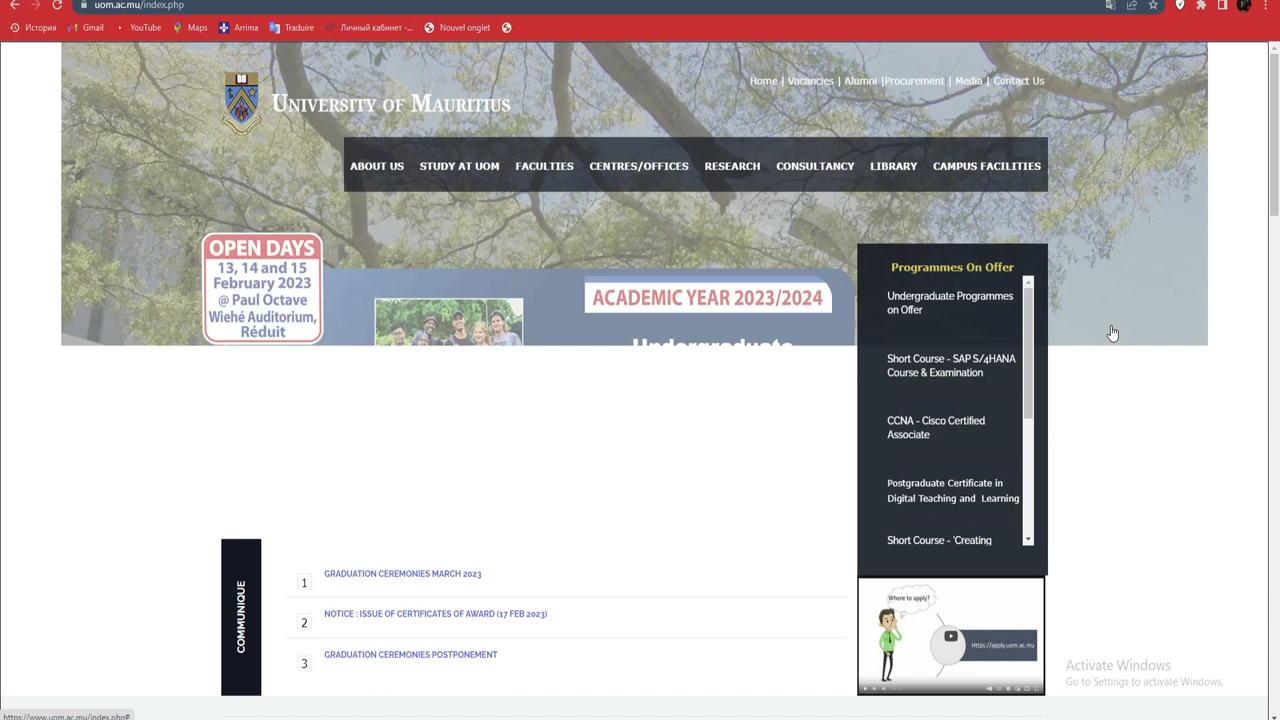 uom.ac.mu/index.php
История Gmail YouTube Maps Arrima Traduire Личный кабинет -... Nouvel onglet
Home | Vacancies | Alumni |Procurement | Media | Contact Us
UNIVERSITY OF MAURITIUS
ABOUT US STUDY AT UOM FACULTIES CENTRES/OFFICES RESEARCH CONSULTANCY LIBRARY CAMPUS FACILITIES
OPEN DAYS
13, 14 and 15
February 2023
@ Paul Octave
Wiehé Auditorium,
Réduit
ACADEMIC YEAR 2023/2024
Undergraduate
Programmes On Offer
Undergraduate Programmes
on Offer
Short Course - SAP S/4HANA
Course & Examination
CCNA - Cisco Certified
Associate
Postgraduate Certificate in
Digital Teaching and Learning
Short Course - 'Creating
COMMUNIQUE
1 GRADUATION CEREMONIES MARCH 2023
2 NOTICE : ISSUE OF CERTIFICATES OF AWARD (17 FEB 2023)
3 GRADUATION CEREMONIES POSTPONEMENT
Where to apply?
Https://apply.uom.ac.mu
Activate Windows
Go to Settings to activate Windows.
https://www.uom.ac.mu/index.php#